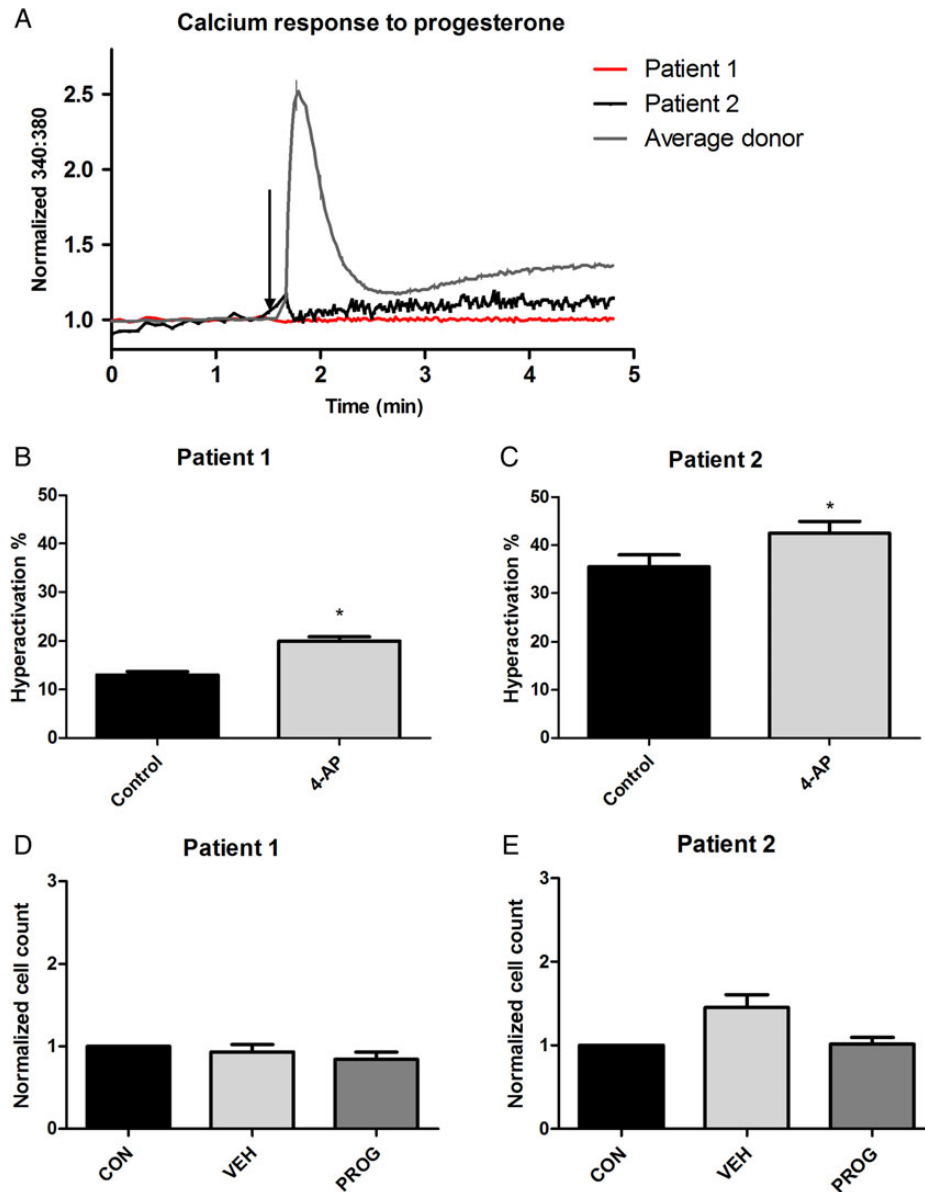 A
Calcium response to progesterone
Normalized 340:380
2.5
2.0
1.5
1.0
0
1
2
3
4
5
Time (min)
Patient 1
Patient 2
Average donor
B
Patient 1
Hyperactivation %
50
40
30
20
10
0
*
Control
4-AP
C
Patient 2
Hyperactivation %
50
40
30
20
10
0
*
Control
4-AP
D
Patient 1
Normalized cell count
3
2
1
0
CON
VEH
PROG
E
Patient 2
Normalized cell count
3
2
1
0
CON
VEH
PROG